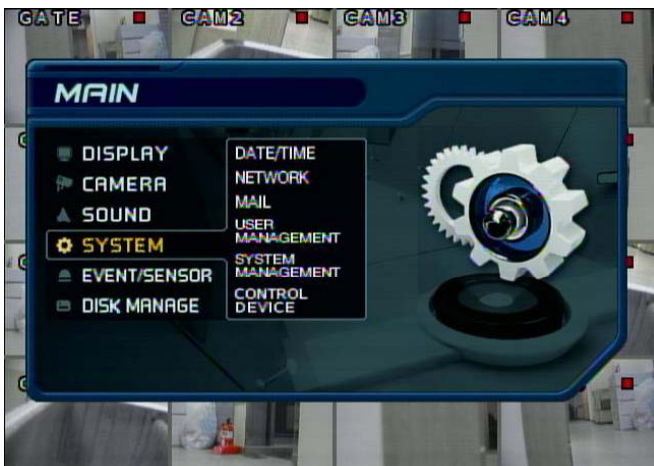 GATE CAM2 CAM3 CAM4
MAIN
DISPLAY
CAMERA
SOUND
SYSTEM
EVENT/SENSOR
DISK MANAGE
DATE/TIME
NETWORK
MAIL
USER
MANAGEMENT
SYSTEM
MANAGEMENT
CONTROL
DEVICE